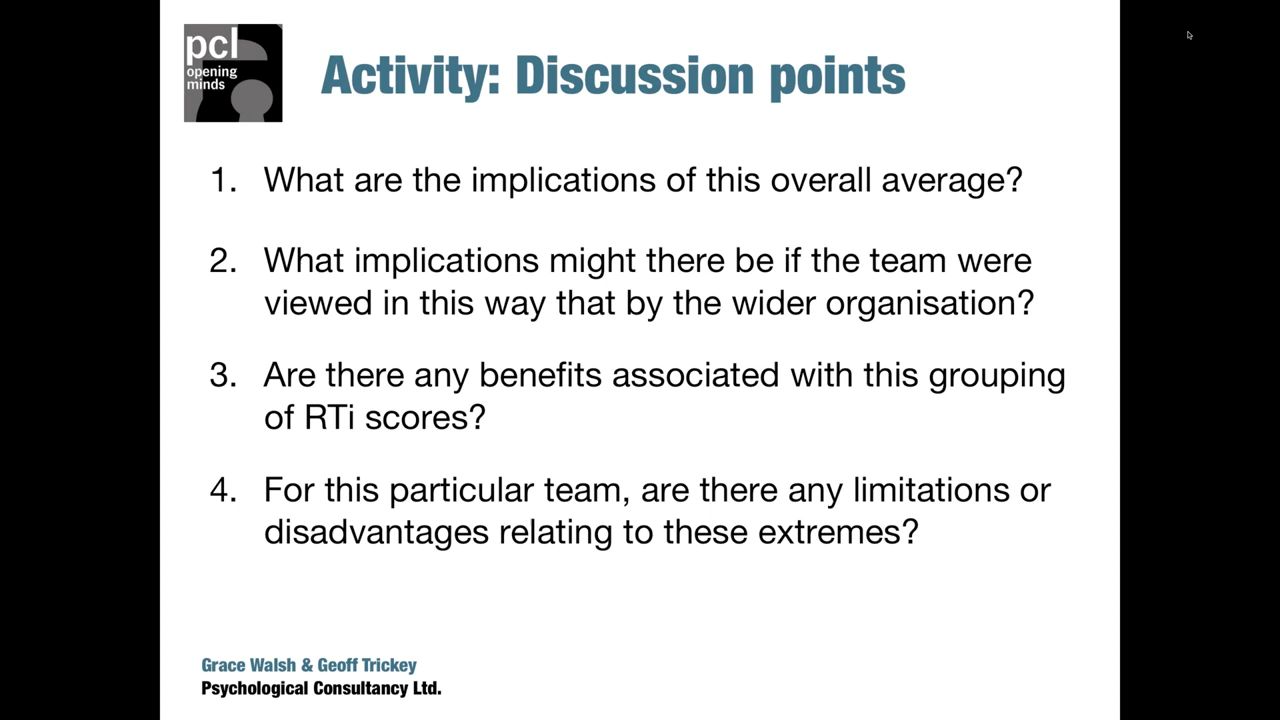 pcl
opening
minds
Activity: Discussion points
1. What are the implications of this overall average?
2. What implications might there be if the team were
viewed in this way that by the wider organisation?
3. Are there any benefits associated with this grouping
of RTi scores?
4. For this particular team, are there any limitations or
disadvantages relating to these extremes?
Grace Walsh & Geoff Trickey
Psychological Consultancy Ltd.